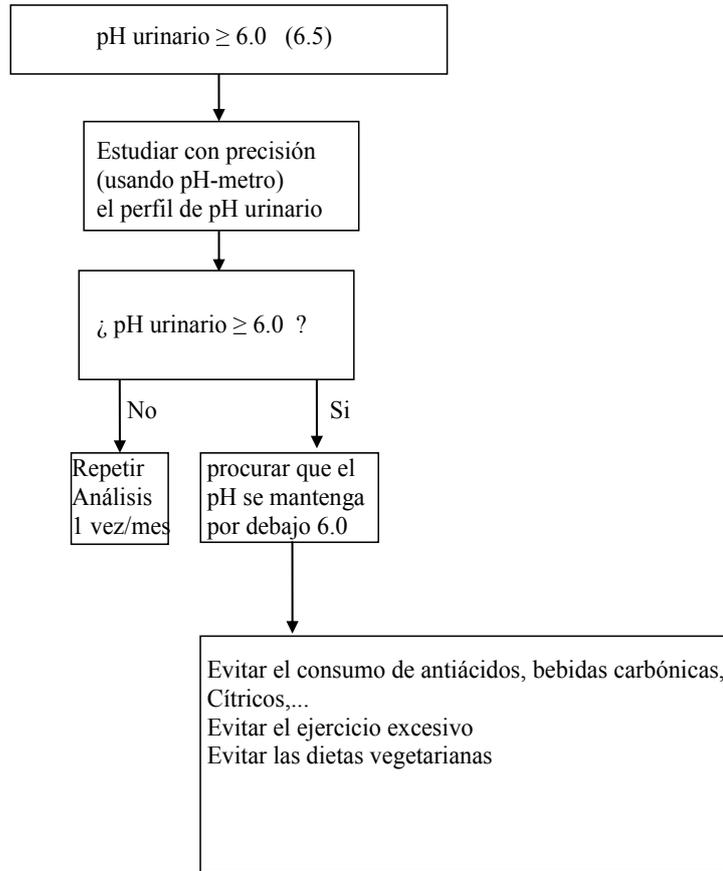 pH urinario ≥ 6.0 (6.5)
Estudiar con precisión
(usando pH-metro)
el perfil de pH urinario
¿ pH urinario ≥ 6.0 ?
No
Si
Repetir
Análisis
1 vez/mes
procurar que el
pH se mantenga
por debajo 6.0
Evitar el consumo de antiácidos, bebidas carbónicas,
Cítricos,...
Evitar el ejercicio excesivo
Evitar las dietas vegetarianas